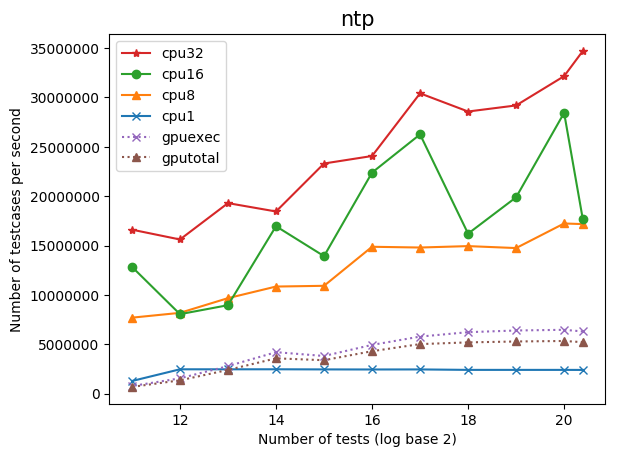 ntp
35000000
30000000
25000000
20000000
15000000
10000000
5000000
0
Number of testcases per second
cpu32
cpu16
cpu8
cpu1
gpuexec
gputotal
12 14 16 18 20
Number of tests (log base 2)